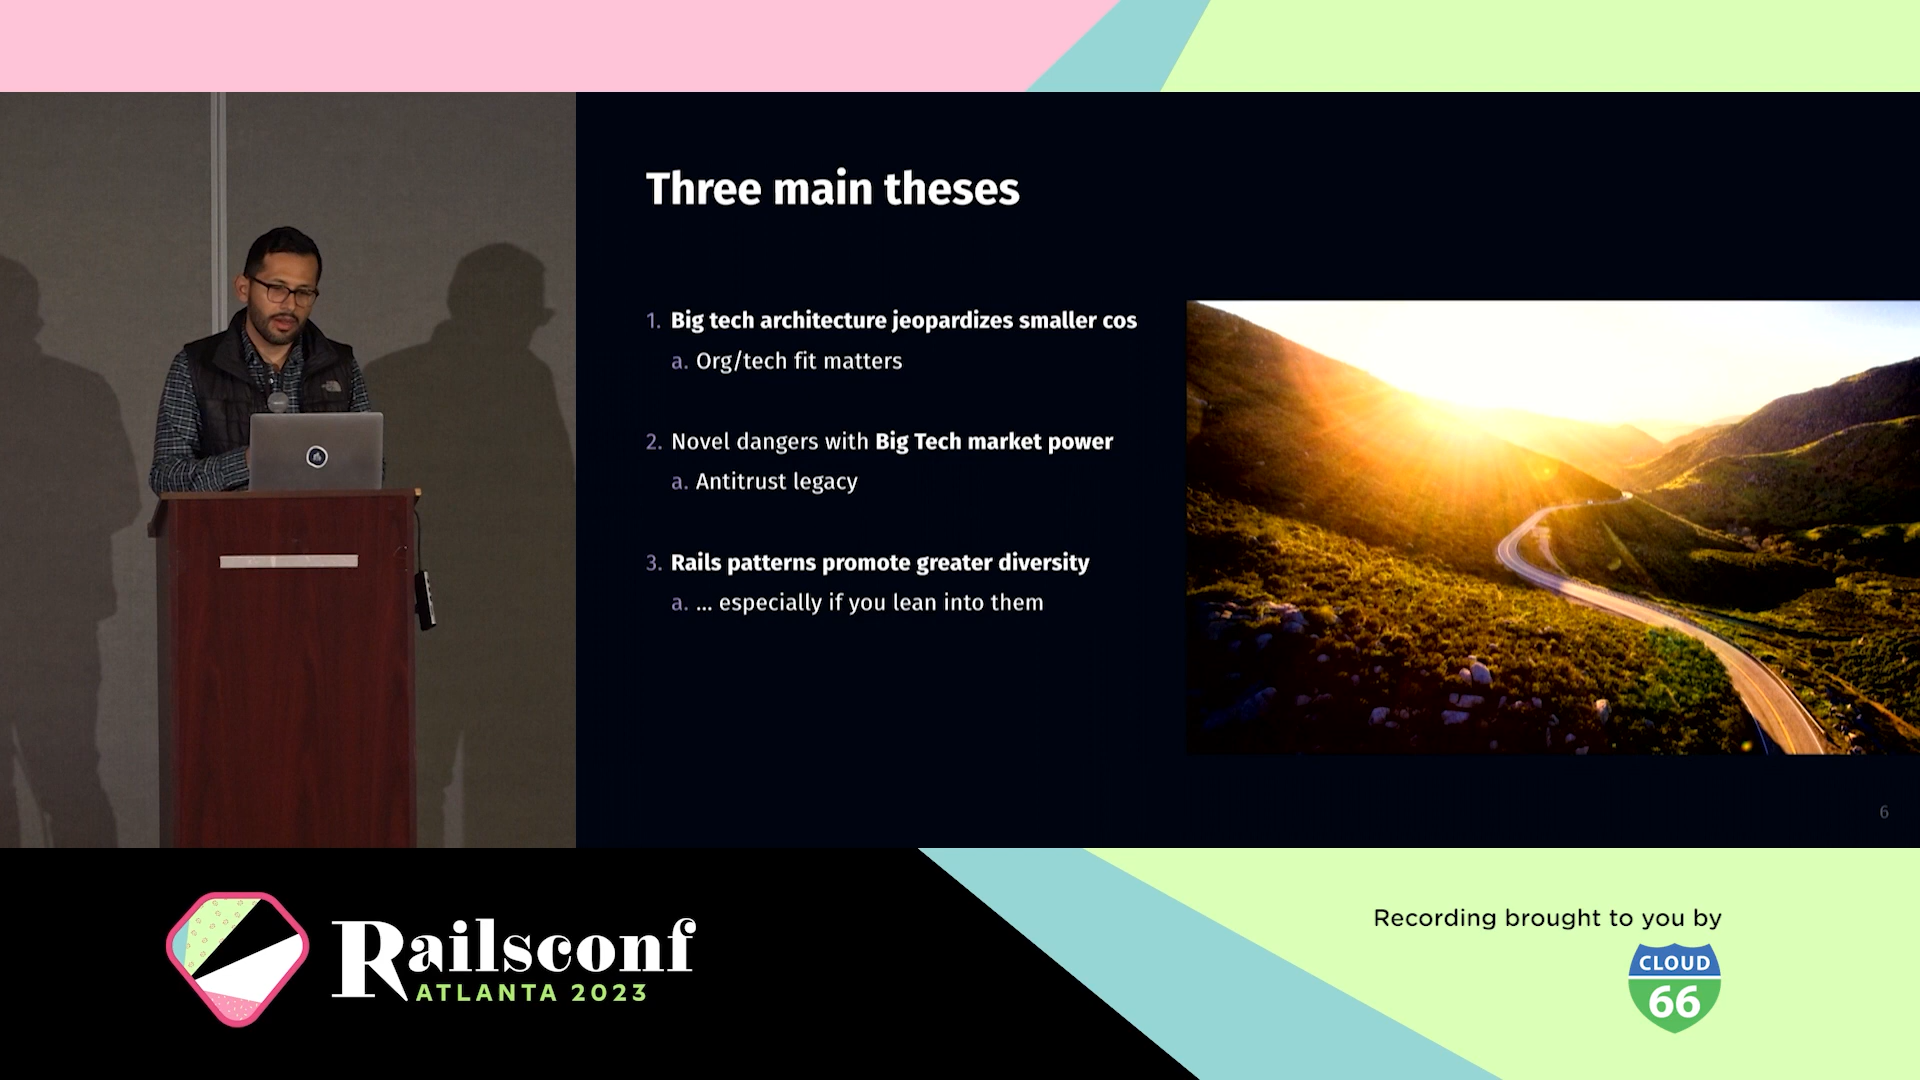 Three main theses
1. Big tech architecture jeopardizes smaller cos
a. Org/tech fit matters
2. Novel dangers with Big Tech market power
a. Antitrust legacy
3. Rails patterns promote greater diversity
a. ... especially if you lean into them
6
Railsconf
ATLANTA 2023
Recording brought to you by
CLOUD
66